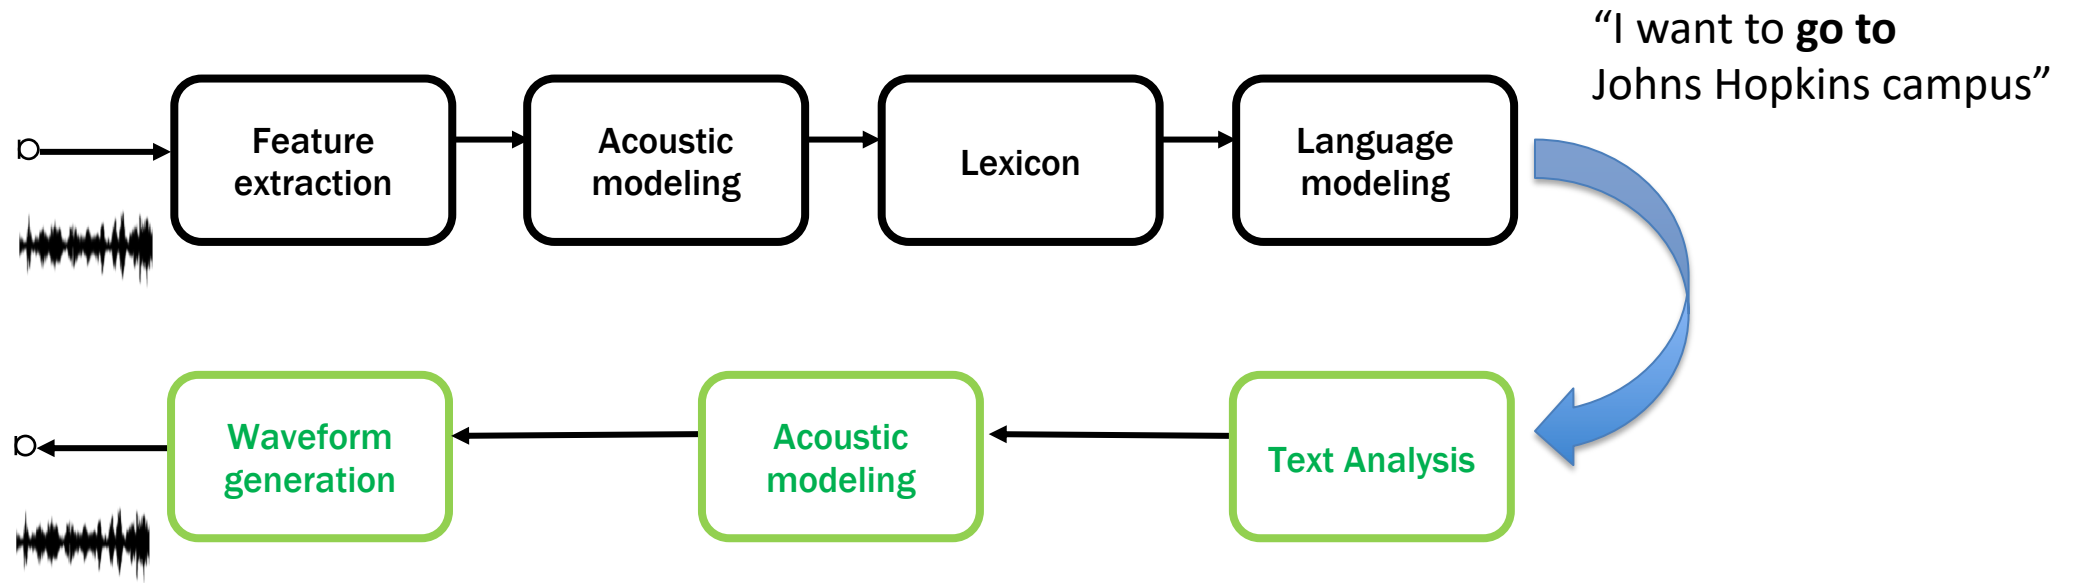 “I want to go to
Johns Hopkins campus”
Feature
extraction
Acoustic
modeling
Lexicon
Language
modeling
Waveform
generation
Acoustic
modeling
Text Analysis